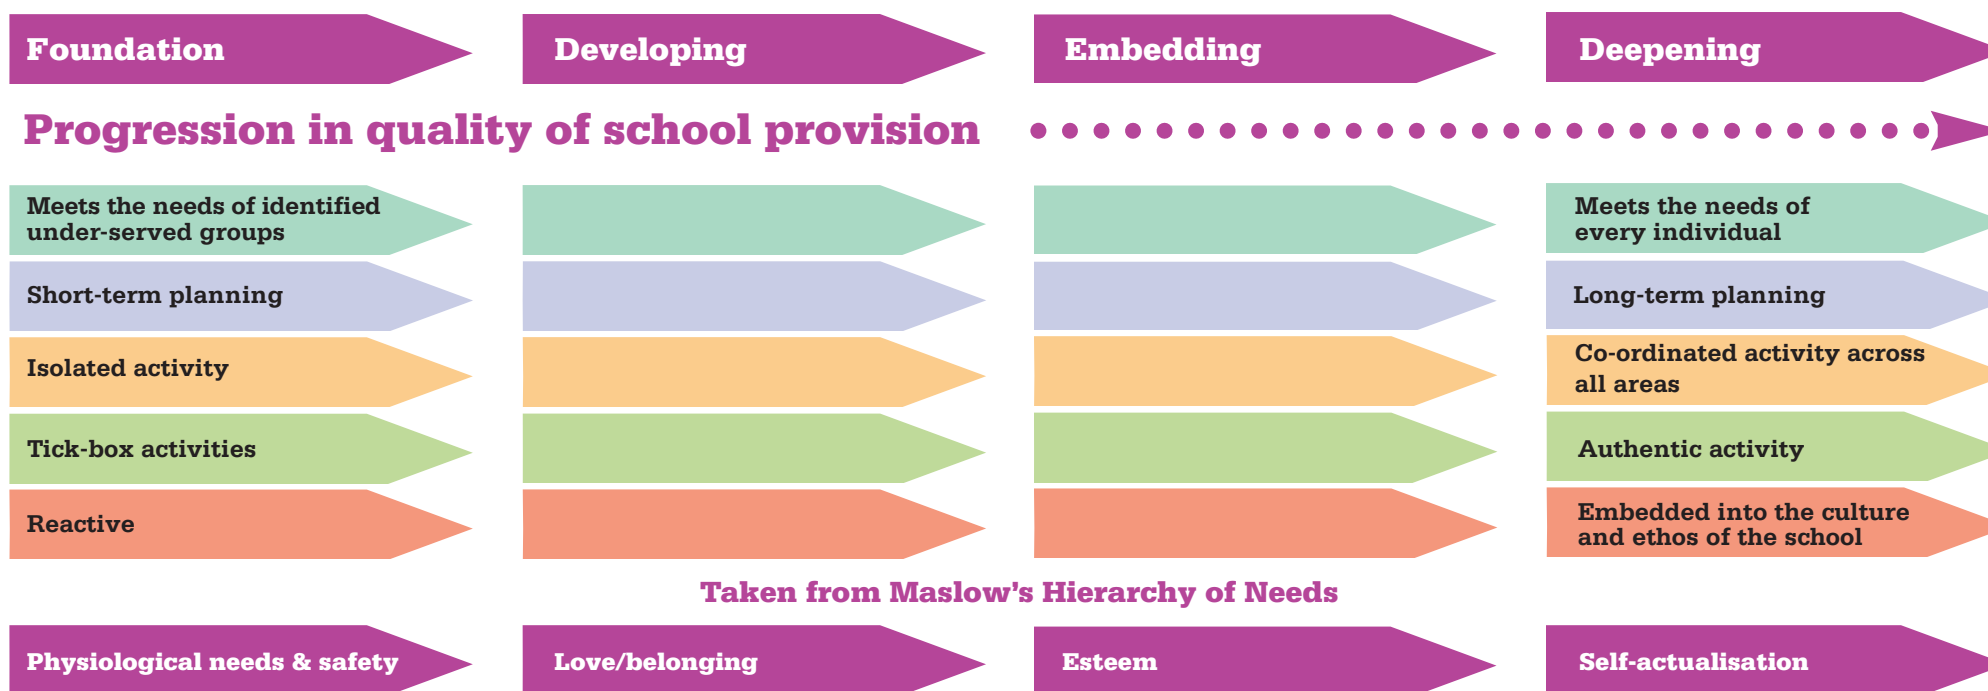 Foundation
Developing
Embedding
Deepening
Progression in quality of school provision
Meets the needs of identified
under-served groups
Meets the needs of
every individual
Short-term planning
Long-term planning
Isolated activity
Co-ordinated activity across
all areas
Tick-box activities
Authentic activity
Reactive
Embedded into the culture
and ethos of the school
Taken from Maslow’s Hierarchy of Needs
Physiological needs & safety
Love/belonging
Esteem
Self-actualisation